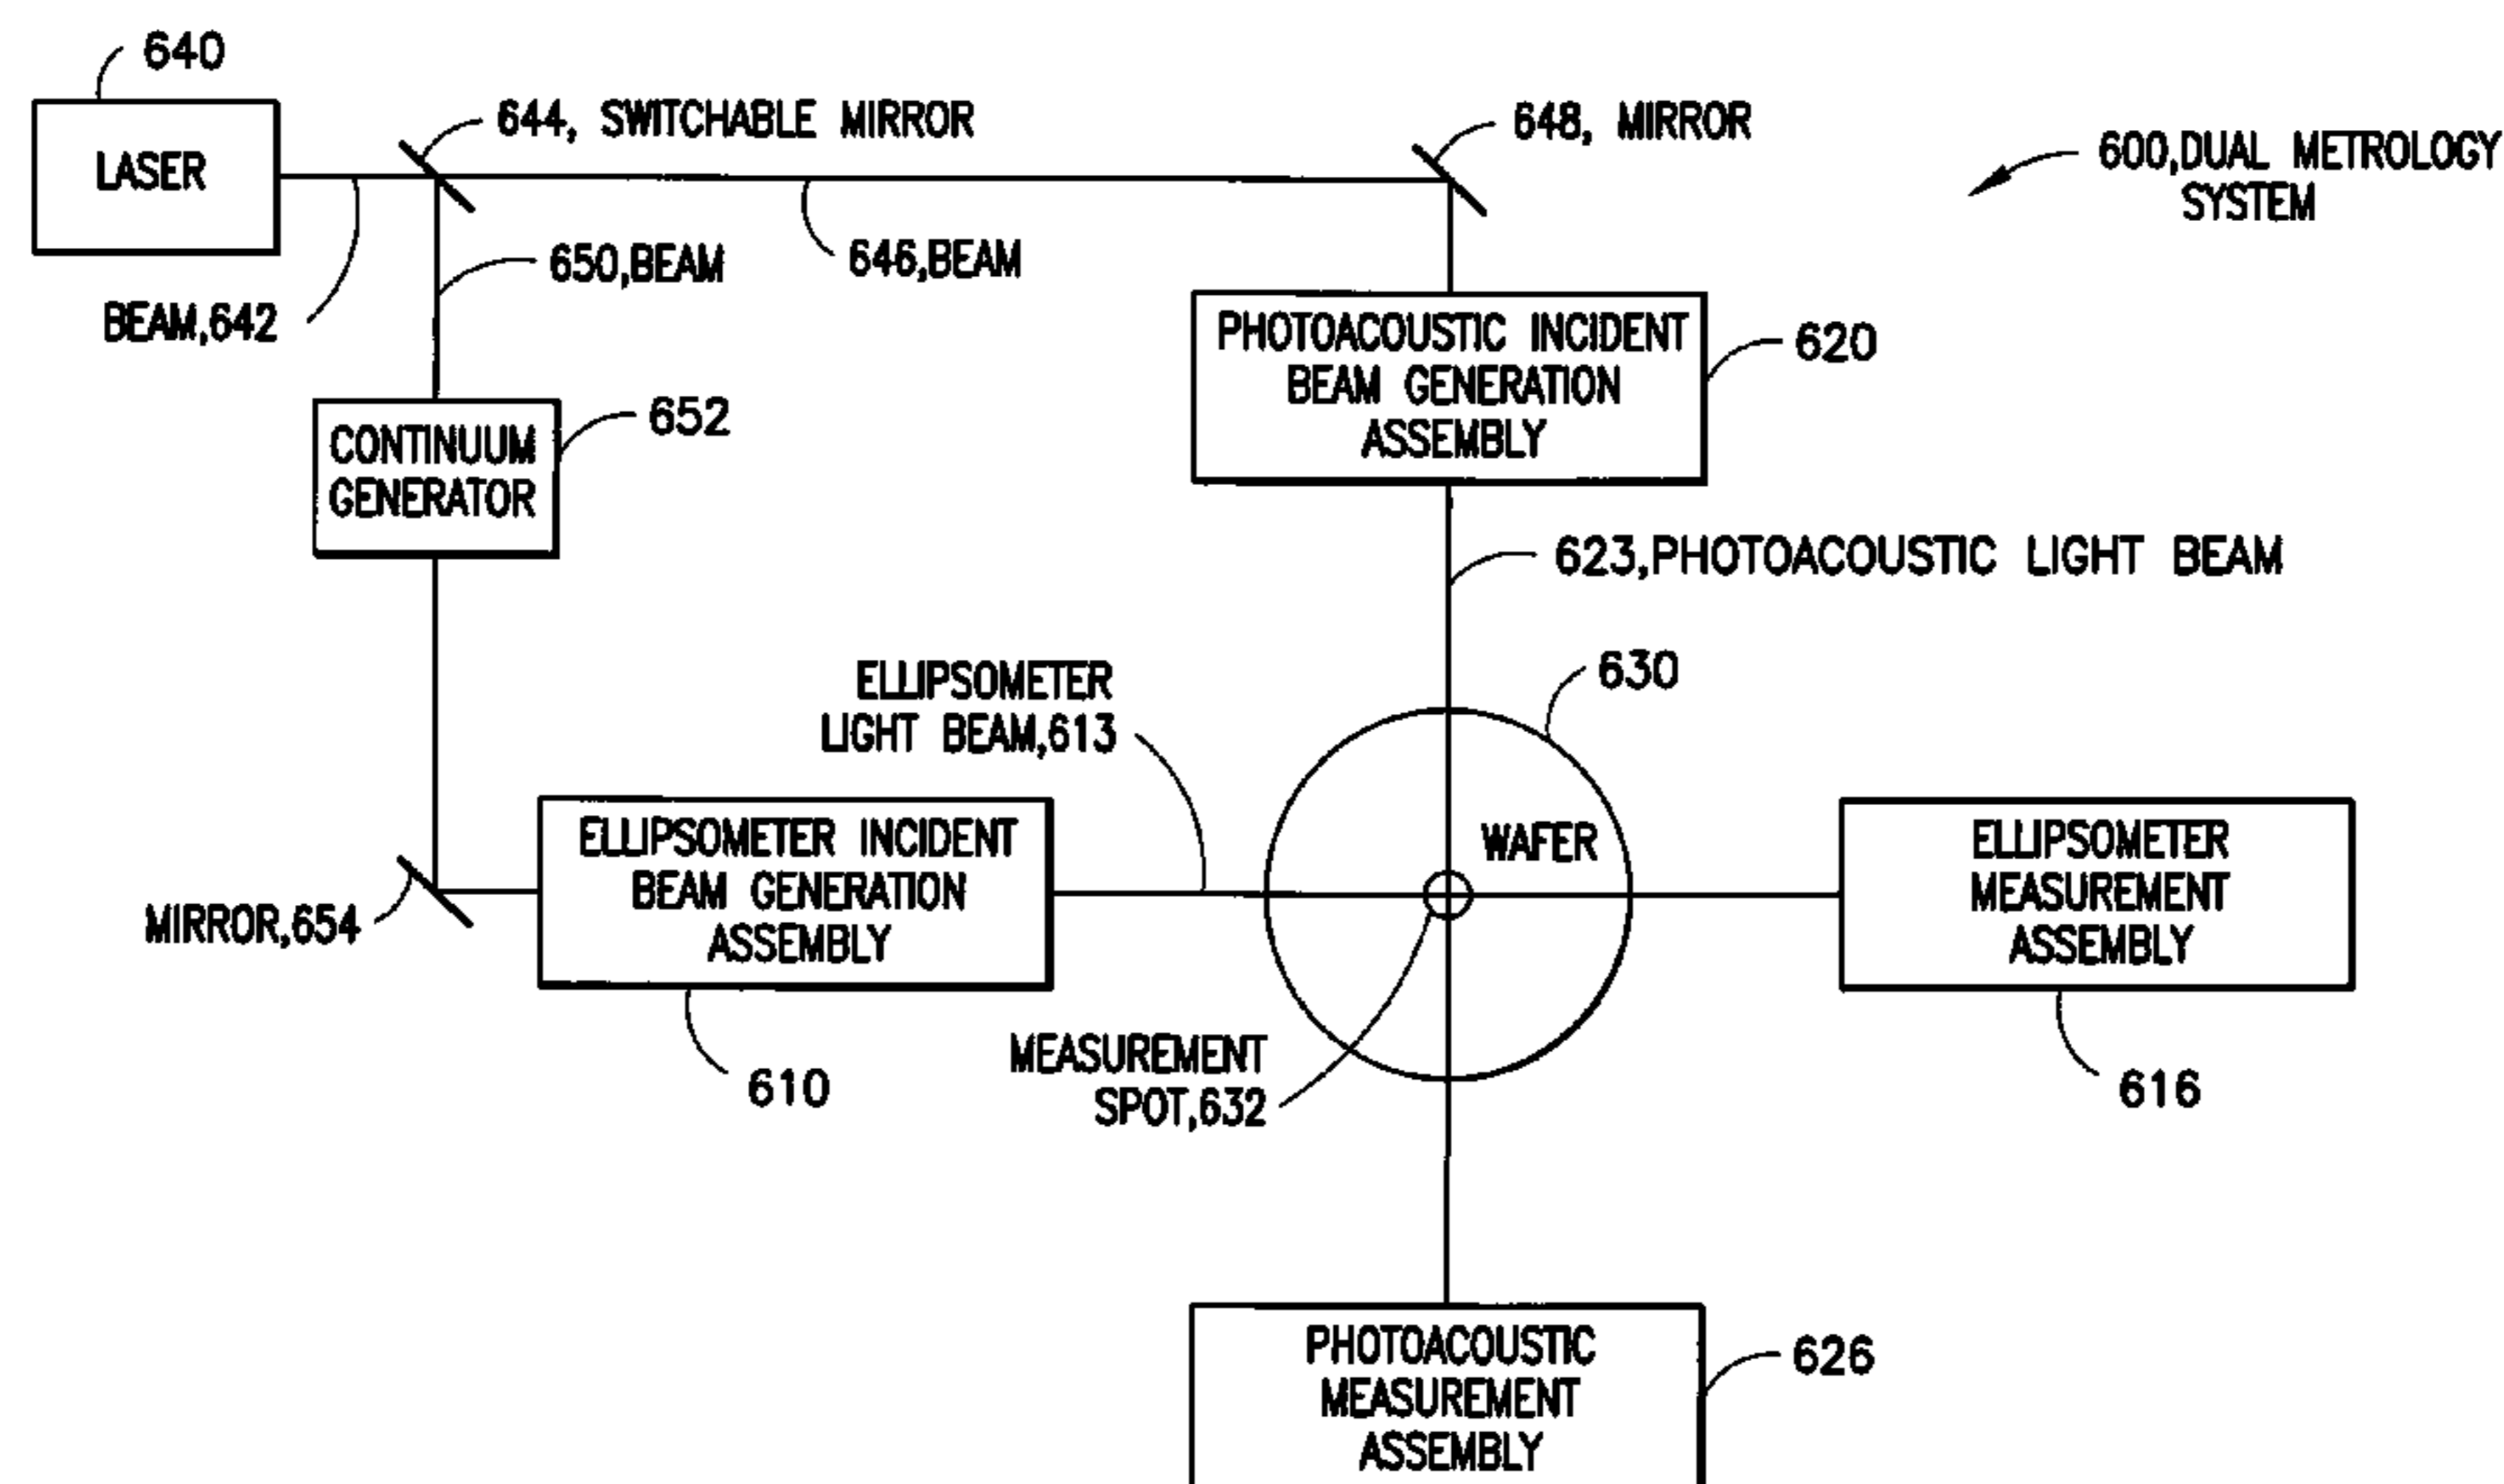 640
644, SWITCHABLE MIRROR
648, MIRROR
600,DUAL METROLOGY
SYSTEM
LASER
650,BEAM
646,BEAM
BEAM,642
PHOTOACOUSTIC INCIDENT
BEAM GENERATION
ASSEMBLY
620
652
CONTINUUM
GENERATOR
623,PHOTOACOUSTIC LIGHT BEAM
630
ELLIPSOMETER
LIGHT BEAM,613
WAFER
ELLIPSOMETER INCIDENT
BEAM GENERATION
ASSEMBLY
ELLIPSOMETER
MEASUREMENT
ASSEMBLY
MIRROR,654
610
MEASUREMENT
SPOT,632
616
PHOTOACOUSTIC
MEASUREMENT
ASSEMBLY
626